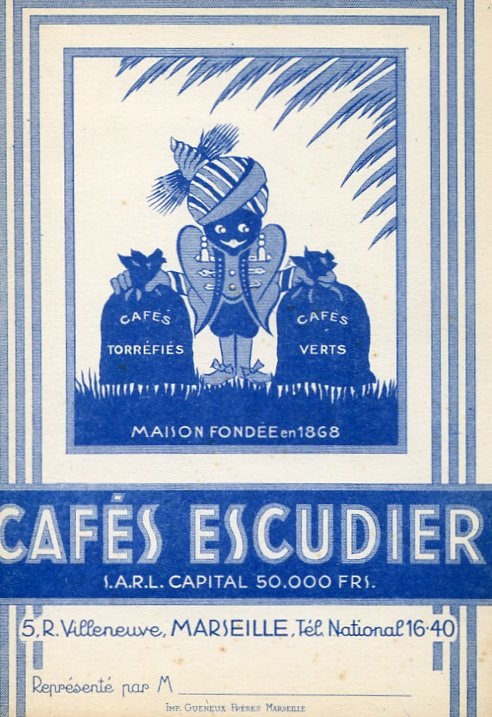 CAFÉS
TORRÉFIÉS
CAFÉS
VERTS
MAISON FONDÉE en 1868
CAFÉS ESCUDIER
S.A.R.L. CAPITAL 50.000 FRS.
5, R. Villeneuve, MARSEILLE, Tél. National 16-40
Représenté par M
IMP. GUENEUX FRÈRES MARSEILLE